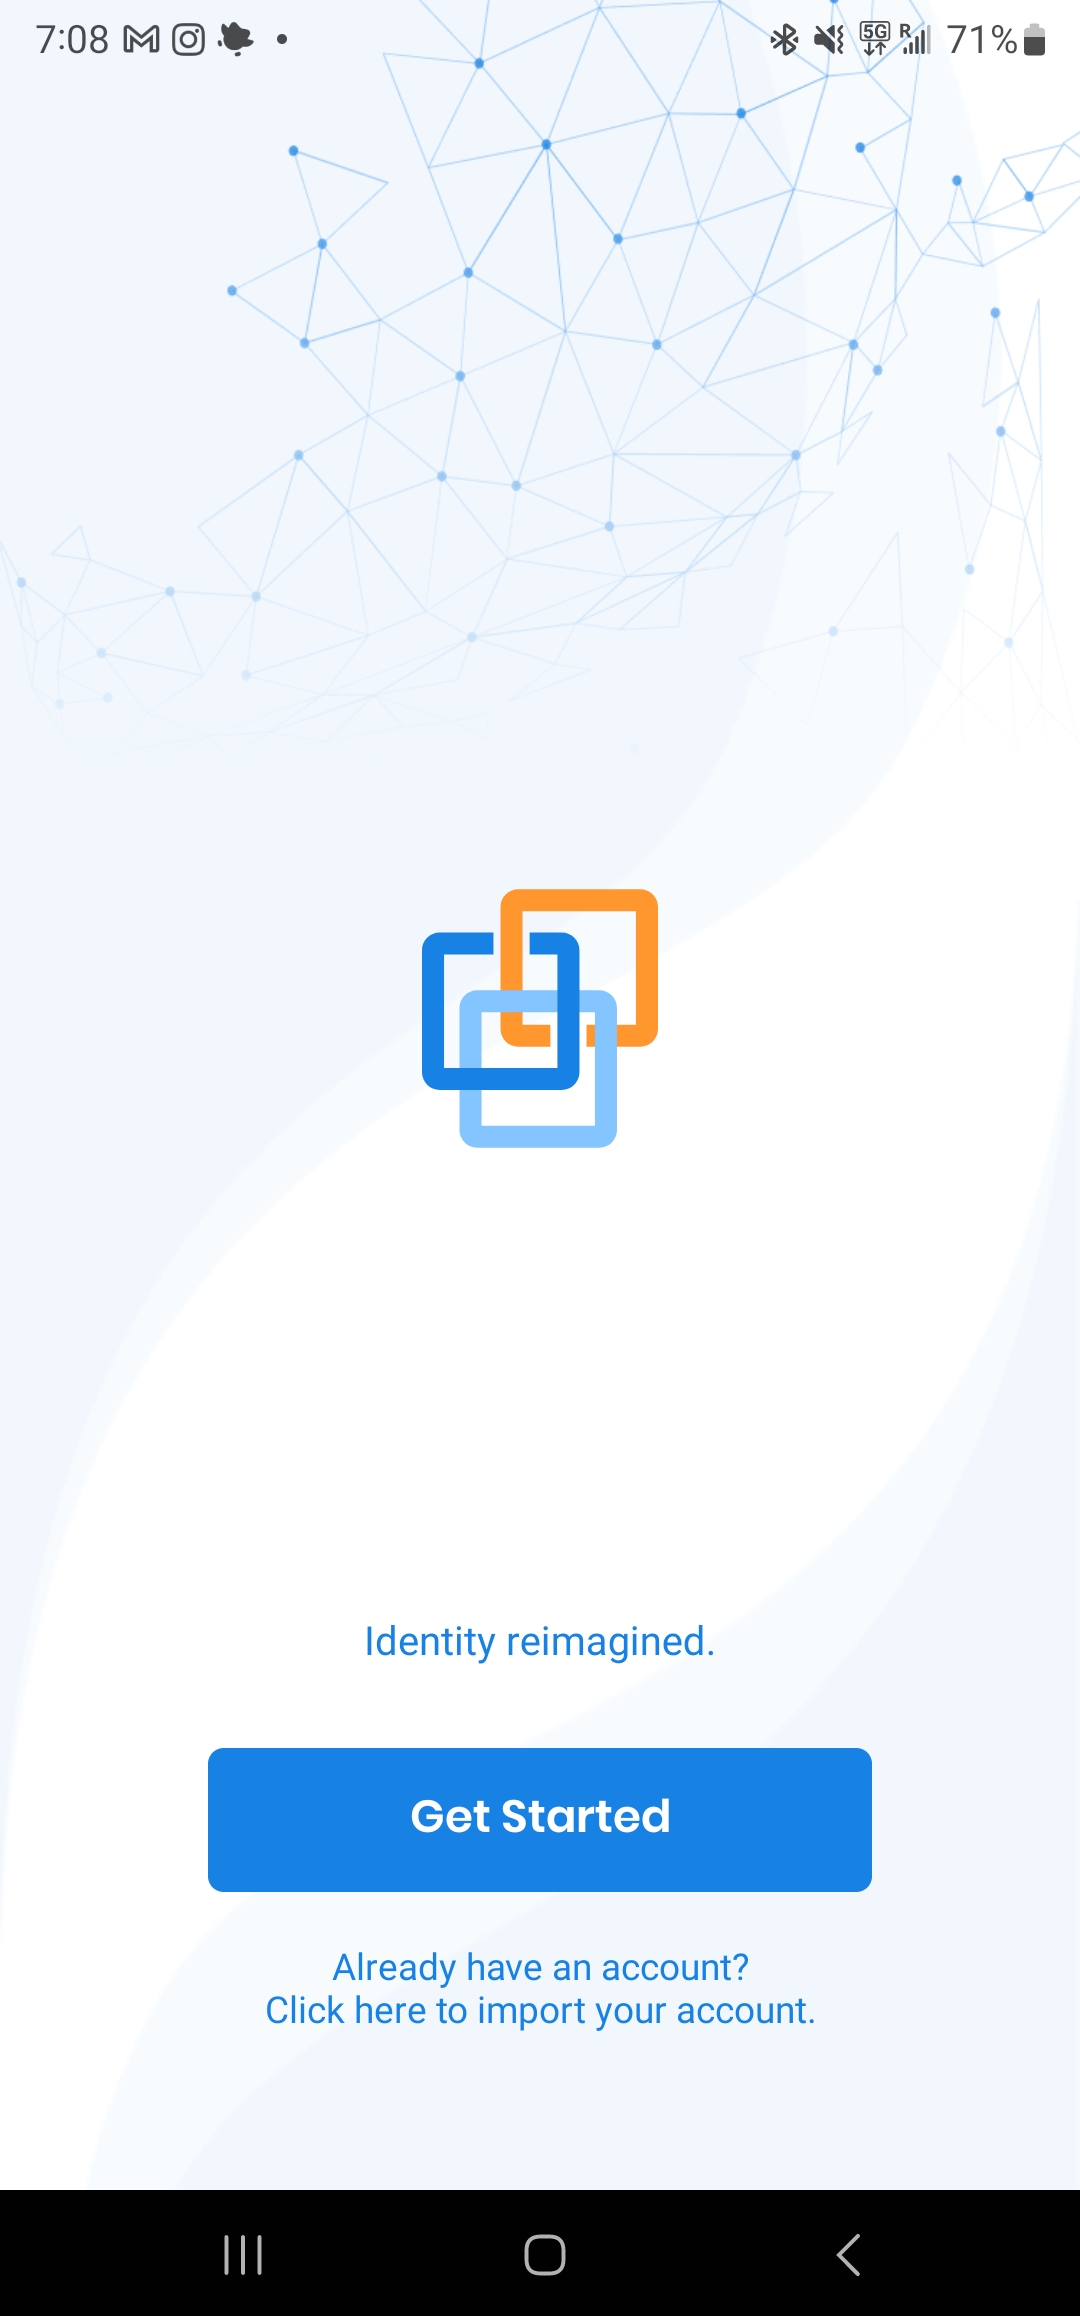 7:08
5G R 71%
Identity reimagined.
Get Started
Already have an account?
Click here to import your account.